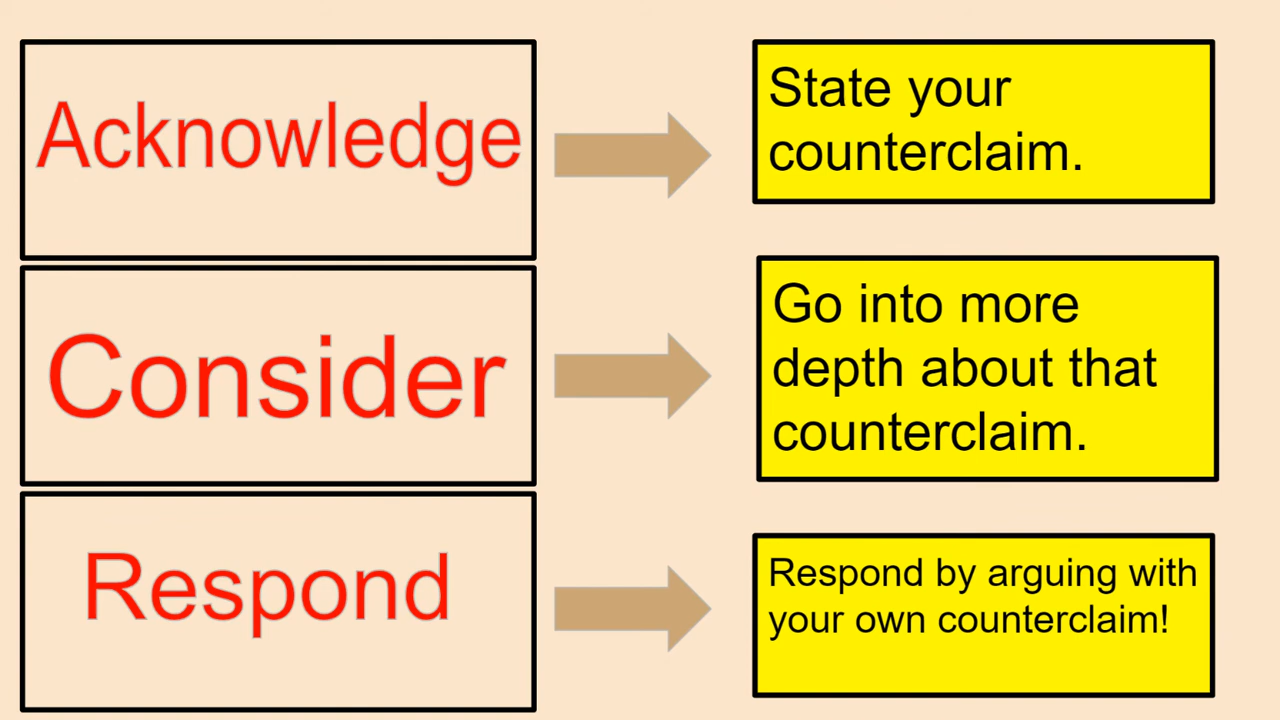 Acknowledge
State your
counterclaim.
Consider
Go into more
depth about that
counterclaim.
Respond
Respond by arguing with
your own counterclaim!